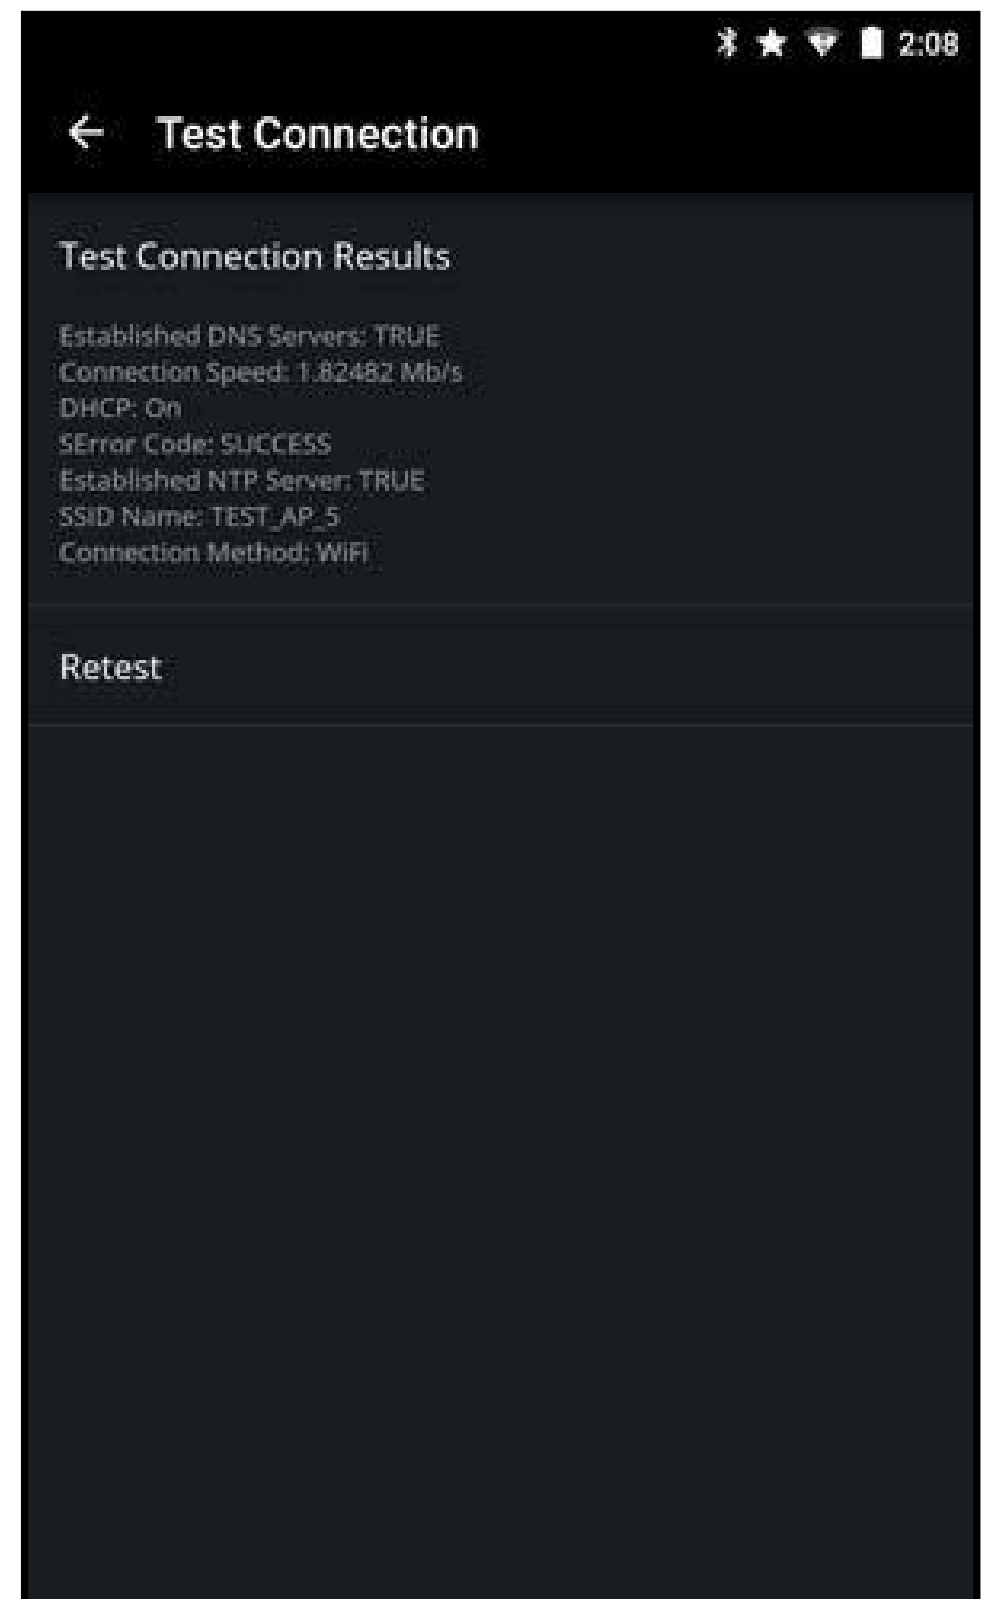 2:08
Test Connection
Test Connection Results
Established DNS Servers: TRUE
Connection Speed: 1.82482 Mb/s
DHCP: On
SError Code: SUCCESS
Established NTP Server: TRUE
SSID Name: TEST_AP_5
Connection Method: WiFi
Retest